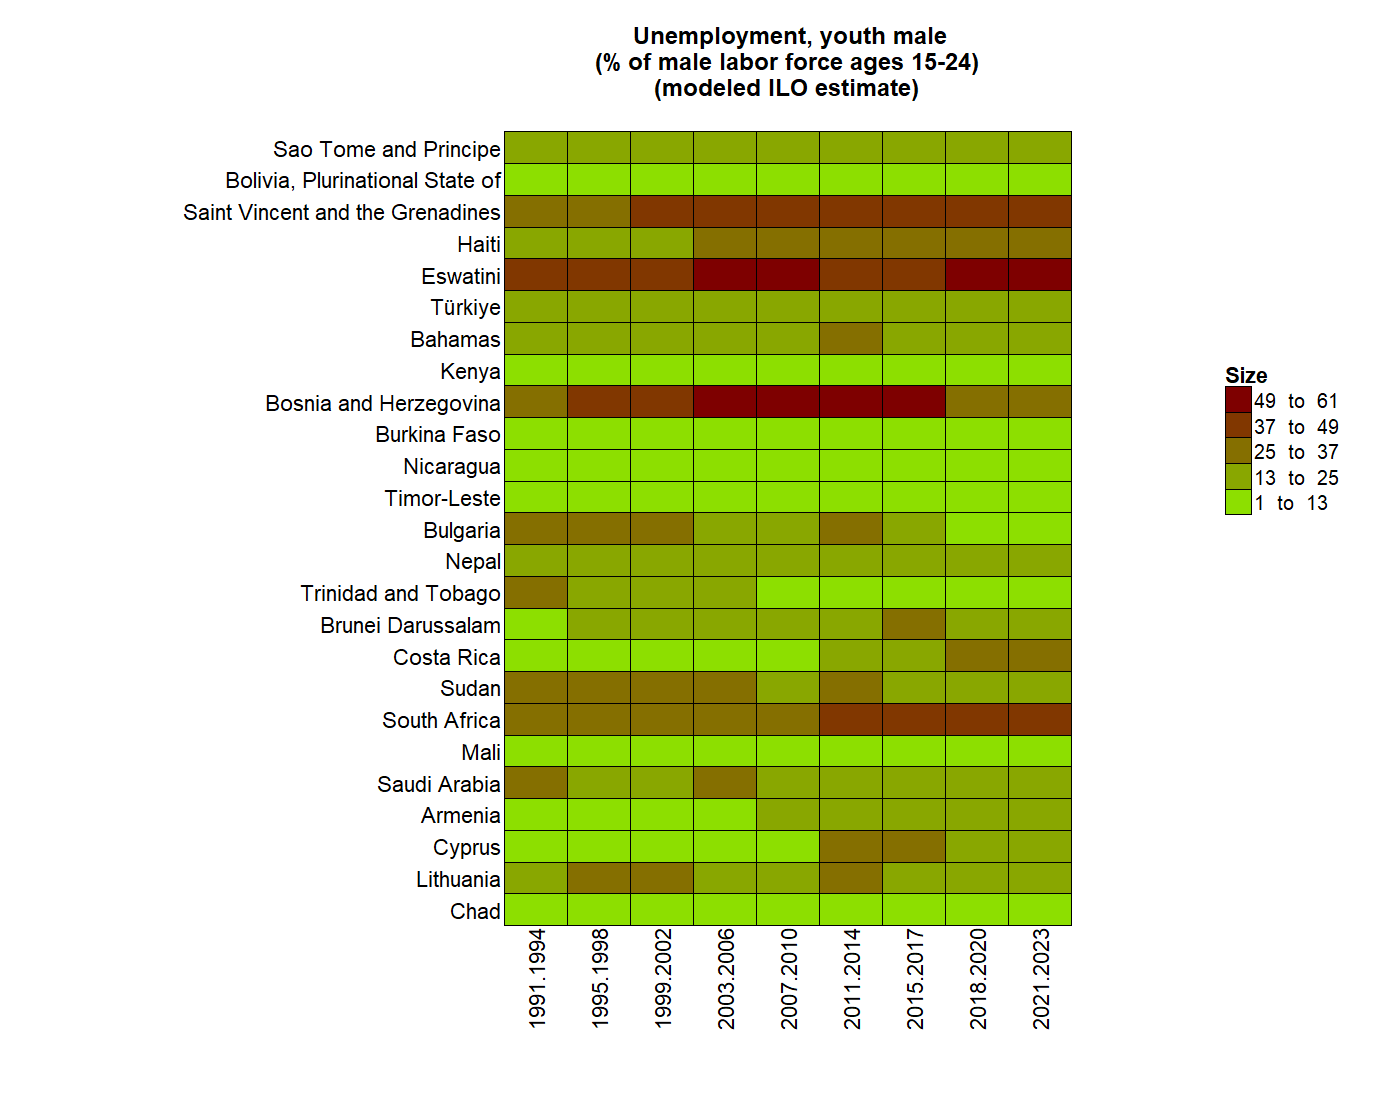 Unemployment, youth male
(% of male labor force ages 15-24)
(modeled ILO estimate)
Sao Tome and Principe
Bolivia, Plurinational State of
Saint Vincent and the Grenadines
Haiti
Eswatini
Türkiye
Bahamas
Kenya
Bosnia and Herzegovina
Burkina Faso
Nicaragua
Timor-Leste
Bulgaria
Nepal
Trinidad and Tobago
Brunei Darussalam
Costa Rica
Sudan
South Africa
Mali
Saudi Arabia
Armenia
Cyprus
Lithuania
Chad
1991.1994
1995.1998
1999.2002
2003.2006
2007.2010
2011.2014
2015.2017
2018.2020
2021.2023
Size
49 to 61
37 to 49
25 to 37
13 to 25
1 to 13